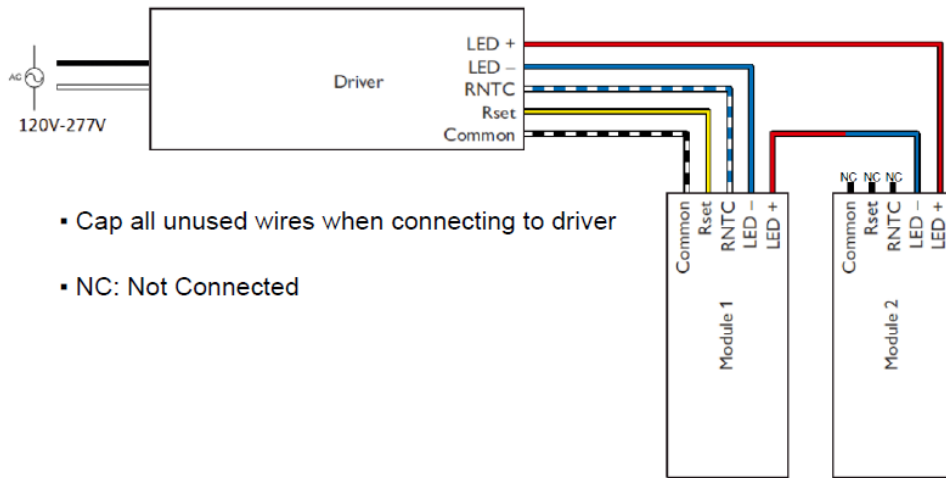 LED +
LED –
RNTC
Rset
Common
Driver
AC
120V-277V
NC NC NC
Common
Rset
RNTC
LED –
LED +
Module 1
Common
Rset
RNTC
LED –
LED +
Module 2
▪ Cap all unused wires when connecting to driver
▪ NC: Not Connected